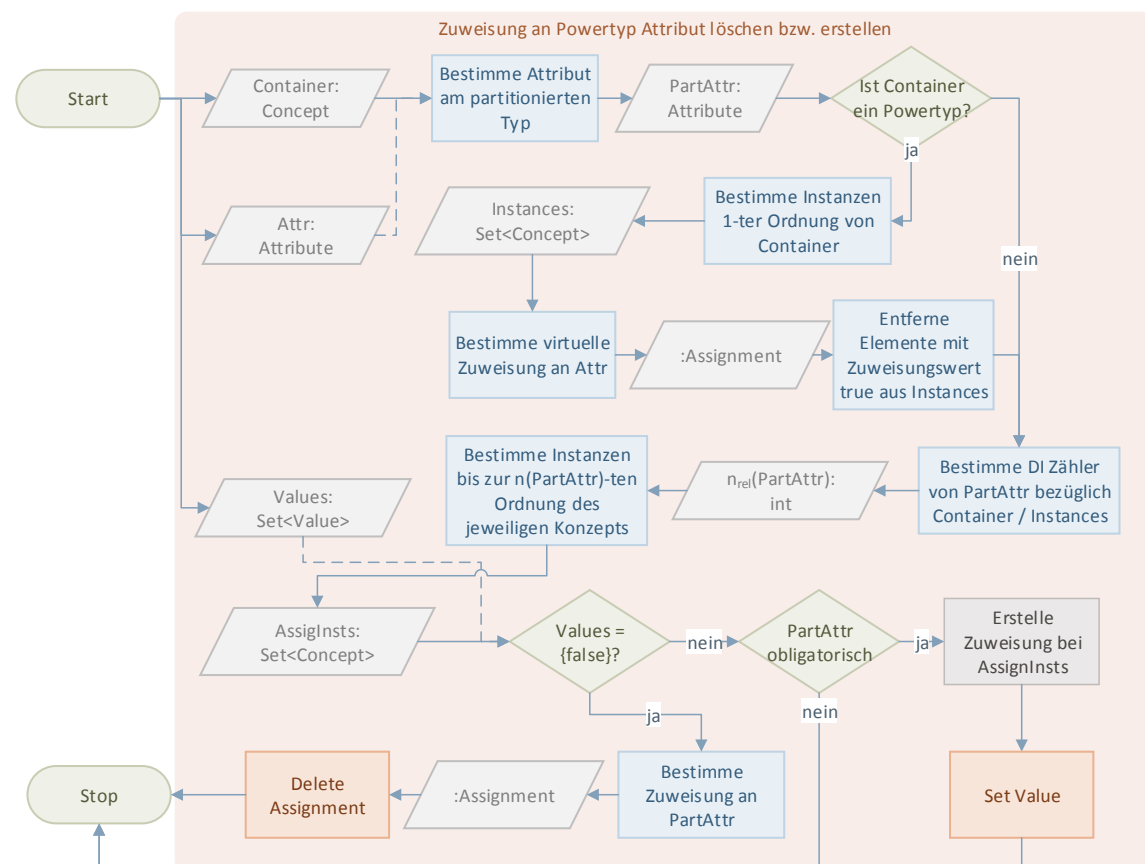 Zuweisung an Powertyp Attribut löschen bzw. erstellen
Start
Container:
Concept
Bestimme Attribut
am partitionierten
Typ
PartAttr:
Attribute
Ist Container
ein Powertyp?
ja
nein
Attr:
Attribute
Instances:
Set<Concept>
Bestimme Instanzen
1-ter Ordnung von
Container
Bestimme virtuelle
Zuweisung an Attr
:Assignment
Entferne
Elemente mit
Zuweisungswert
true aus Instances
Values:
Set<Value>
Bestimme Instanzen
bis zur n(PartAttr)-ten
Ordnung des
jeweiligen Konzepts
nrel(PartAttr):
int
Bestimme DI Zähler
von PartAttr bezüglich
Container / Instances
AssigInsts:
Set<Concept>
Values =
{false}?
nein
PartAttr
obligatorisch
ja
Erstelle
Zuweisung bei
AssignInsts
ja
nein
Stop
Delete
Assignment
:Assignment
Bestimme
Zuweisung an
PartAttr
Set Value